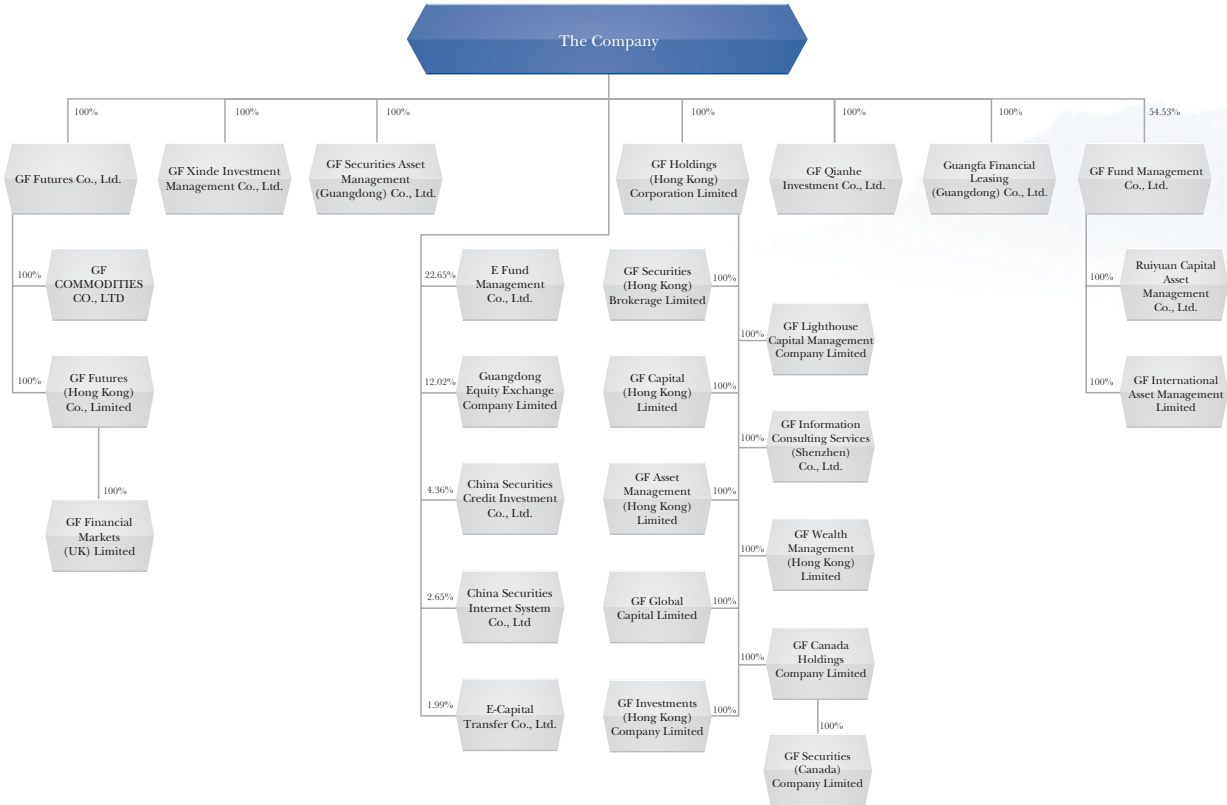 The Company
100%
100%
100%
100%
100%
100%
54.53%
GF Futures Co., Ltd.
GF Xinde Investment
Management Co., Ltd.
GF Securities Asset
Management
(Guangdong) Co., Ltd.
GF Holdings
(Hong Kong)
Corporation Limited
GF Qianhe
Investment Co., Ltd.
Guangfa Financial
Leasing
(Guangdong) Co., Ltd.
GF Fund Management
Co., Ltd.
100%
GF
COMMODITIES
CO., LTD
100%
GF Futures
(Hong Kong)
Co., Limited
100%
GF Financial
Markets
(UK) Limited
22.65%
E Fund
Management
Co., Ltd.
12.02%
Guangdong
Equity Exchange
Company Limited
4.36%
China Securities
Credit Investment
Co., Ltd.
2.65%
China Securities
Internet System
Co., Ltd
1.99%
E-Capital
Transfer Co., Ltd.
GF Securities
(Hong Kong)
Brokerage Limited
100%
100%
GF Lighthouse
Capital Management
Company Limited
GF Capital
(Hong Kong)
Limited
100%
100%
GF Information
Consulting Services
(Shenzhen)
Co., Ltd.
GF Asset
Management
(Hong Kong)
Limited
100%
100%
GF Wealth
Management
(Hong Kong)
Limited
GF Global
Capital Limited
100%
100%
GF Canada
Holdings
Company Limited
GF Investments
(Hong Kong)
Company Limited
100%
100%
GF Securities
(Canada)
Company Limited
100%
Ruiyuan Capital
Asset
Management
Co., Ltd.
100%
GF International
Asset Management
Limited